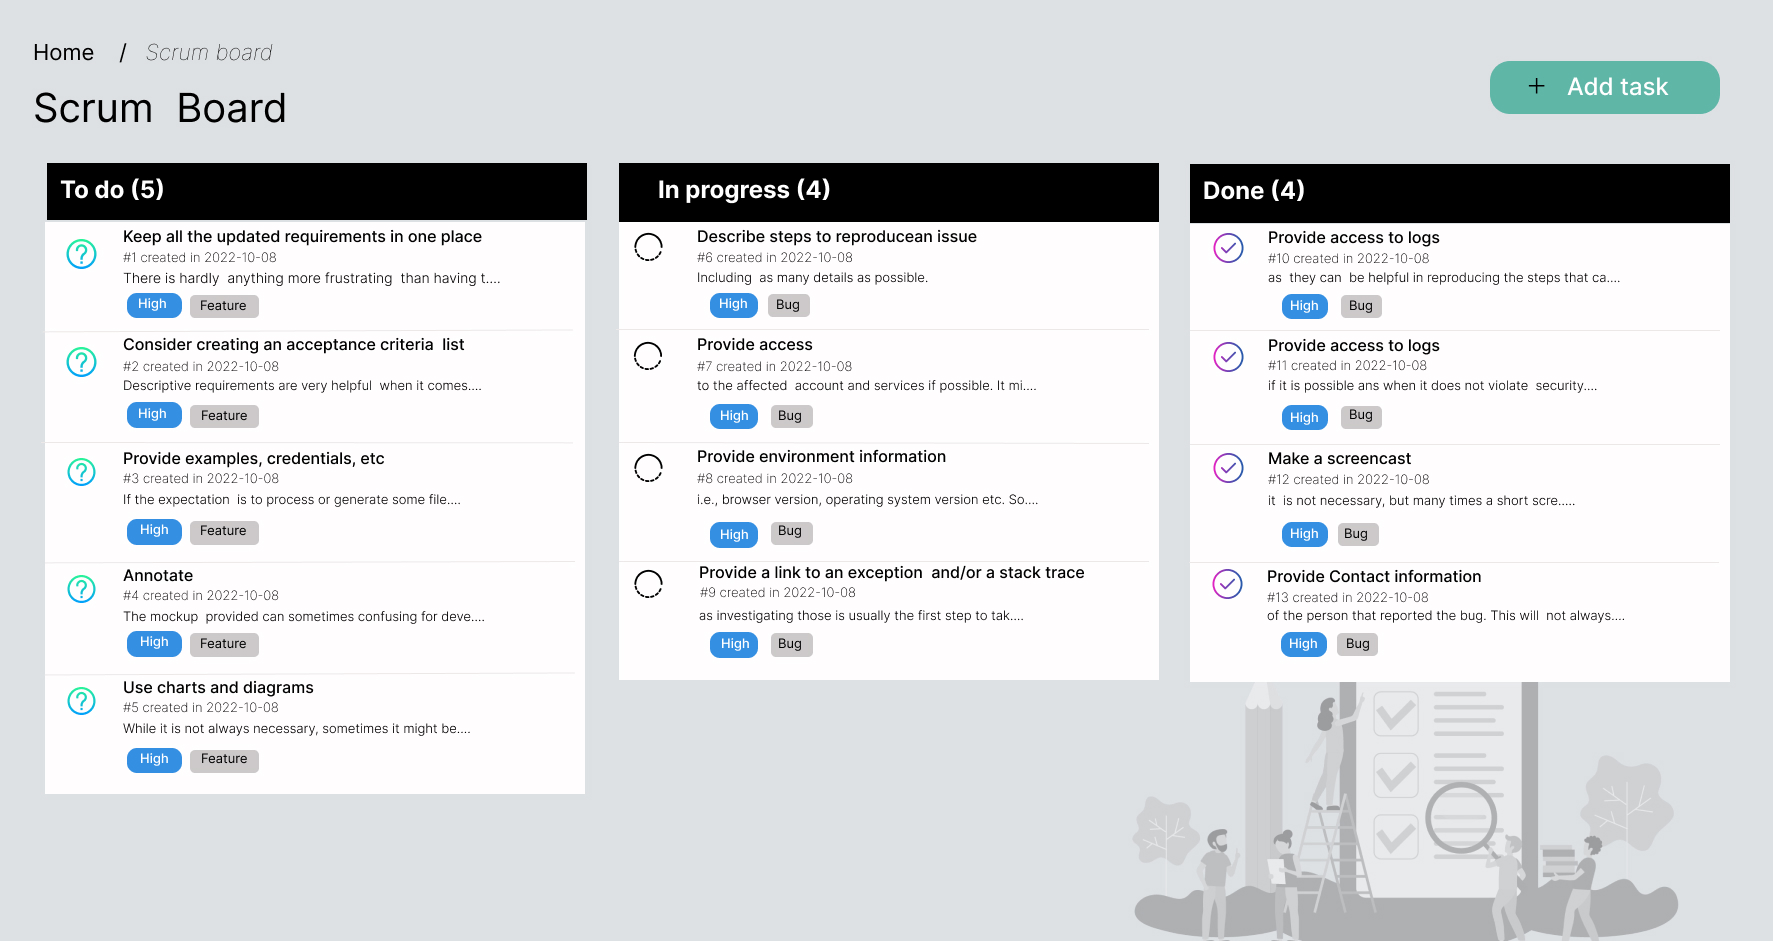 Home / Scrum board
Scrum Board
+ Add task
To do (5)
Keep all the updated requirements in one place
#1 created in 2022-10-08
There is hardly anything more frustrating than having t....
High Feature
Consider creating an acceptance criteria list
#2 created in 2022-10-08
Descriptive requirements are very helpful when it comes....
High Feature
Provide examples, credentials, etc
#3 created in 2022-10-08
If the expectation is to process or generate some file....
High Feature
Annotate
#4 created in 2022-10-08
The mockup provided can sometimes confusing for deve....
High Feature
Use charts and diagrams
#5 created in 2022-10-08
While it is not always necessary, sometimes it might be....
High Feature
In progress (4)
Describe steps to reproducean issue
#6 created in 2022-10-08
Including as many details as possible.
High Bug
Provide access
#7 created in 2022-10-08
to the affected account and services if possible. It mi....
High Bug
Provide environment information
#8 created in 2022-10-08
i.e., browser version, operating system version etc. So....
High Bug
Provide a link to an exception and/or a stack trace
#9 created in 2022-10-08
as investigating those is usually the first step to tak....
High Bug
Done (4)
Provide access to logs
#10 created in 2022-10-08
as they can be helpful in reproducing the steps that ca....
High Bug
Provide access to logs
#11 created in 2022-10-08
if it is possible ans when it does not violate security....
High Bug
Make a screencast
#12 created in 2022-10-08
it is not necessary, but many times a short scre.....
High Bug
Provide Contact information
#13 created in 2022-10-08
of the person that reported the bug. This will not always....
High Bug